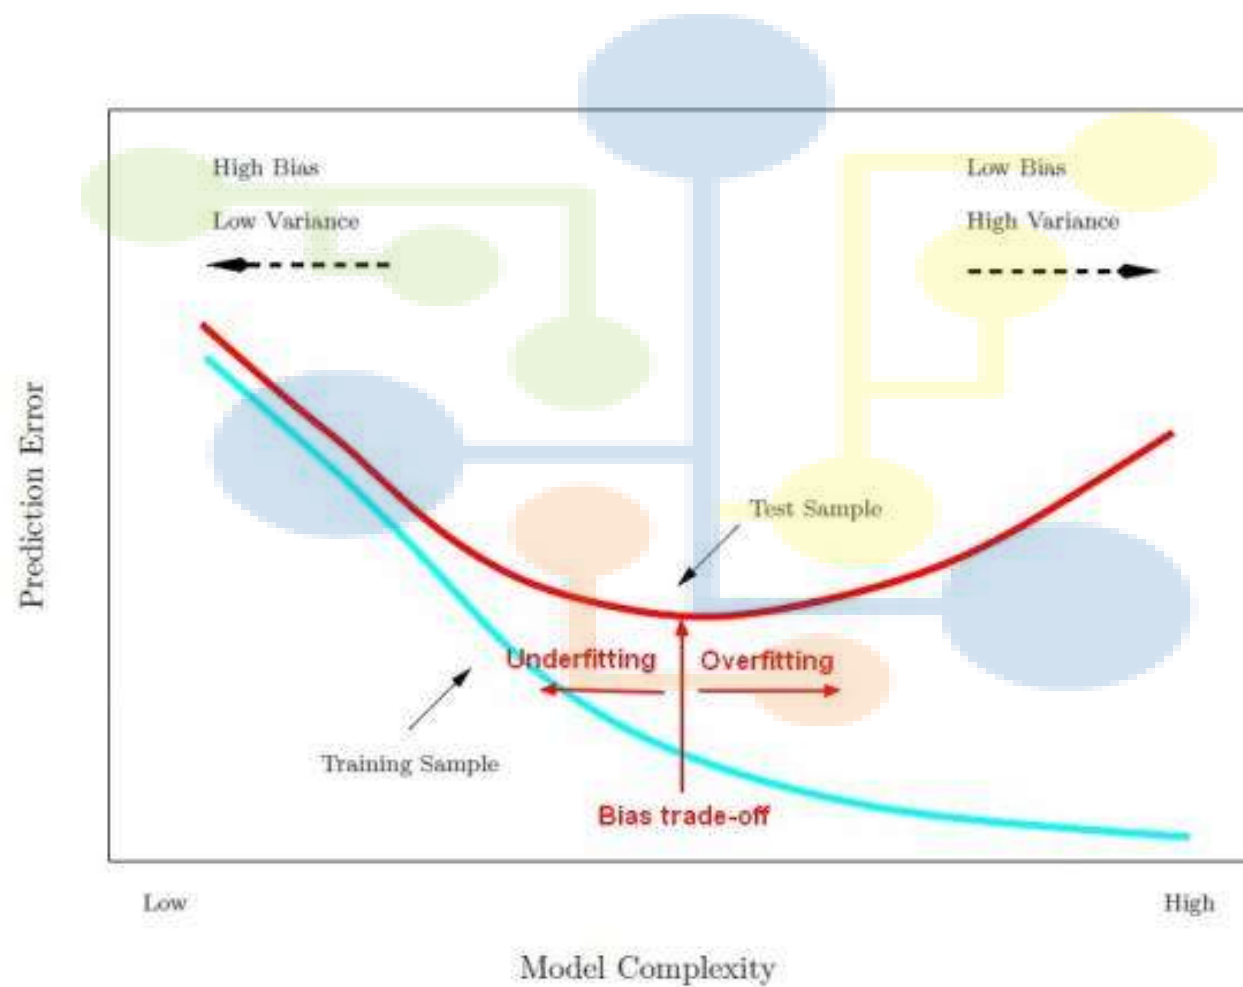 High Bias
Low Variance
Low Bias
High Variance
Prediction Error
Test Sample
Underfitting
Overfitting
Training Sample
Bias trade-off
Low
High
Model Complexity